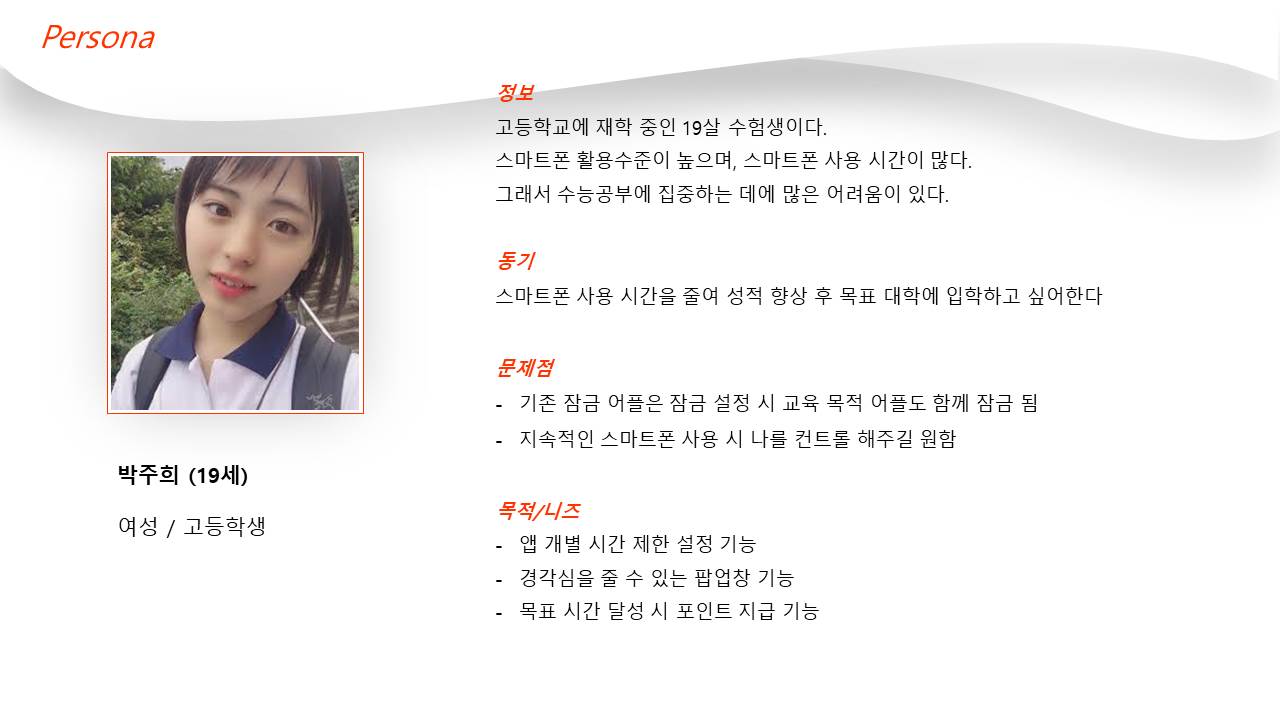 Persona
정보
고등학교에 재학 중인 19살 수험생이다.
스마트폰 활용수준이 높으며, 스마트폰 사용 시간이 많다.
그래서 수능공부에 집중하는 데에 많은 어려움이 있다.
동기
스마트폰 사용 시간을 줄여 성적 향상 후 목표 대학에 입학하고 싶어한다
문제점
- 기존 잠금 어플은 잠금 설정 시 교육 목적 어플도 함께 잠금 됨
- 지속적인 스마트폰 사용 시 나를 컨트롤 해주길 원함
목적/니즈
- 앱 개별 시간 제한 설정 기능
- 경각심을 줄 수 있는 팝업창 기능
- 목표 시간 달성 시 포인트 지급 기능
박주희 (19세)
여성 / 고등학생